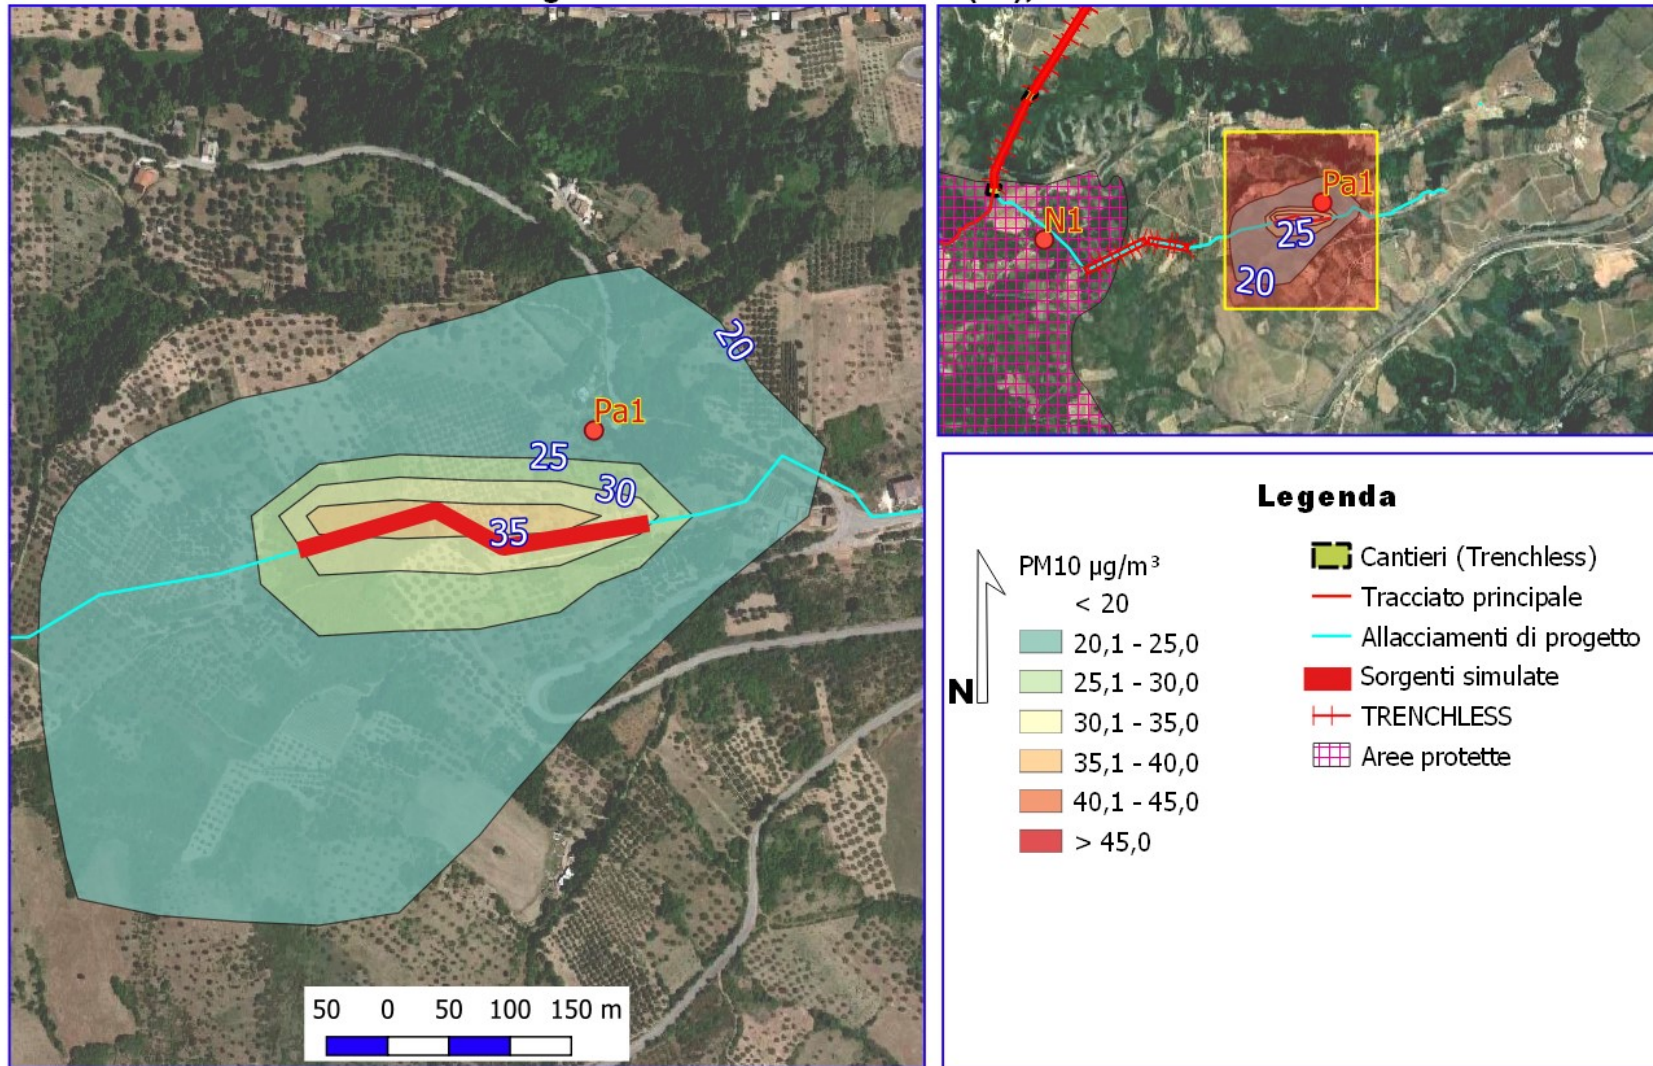 20
Pa1
25
30
35
50 0 50 100 150 m
Pa1
N1
25
20
Legenda
PM10 µg/m³
< 20
20,1 - 25,0
25,1 - 30,0
30,1 - 35,0
35,1 - 40,0
40,1 - 45,0
> 45,0
N
Cantieri (Trenchless)
Tracciato principale
Allacciamenti di progetto
Sorgenti simulate
TRENCHLESS
Aree protette